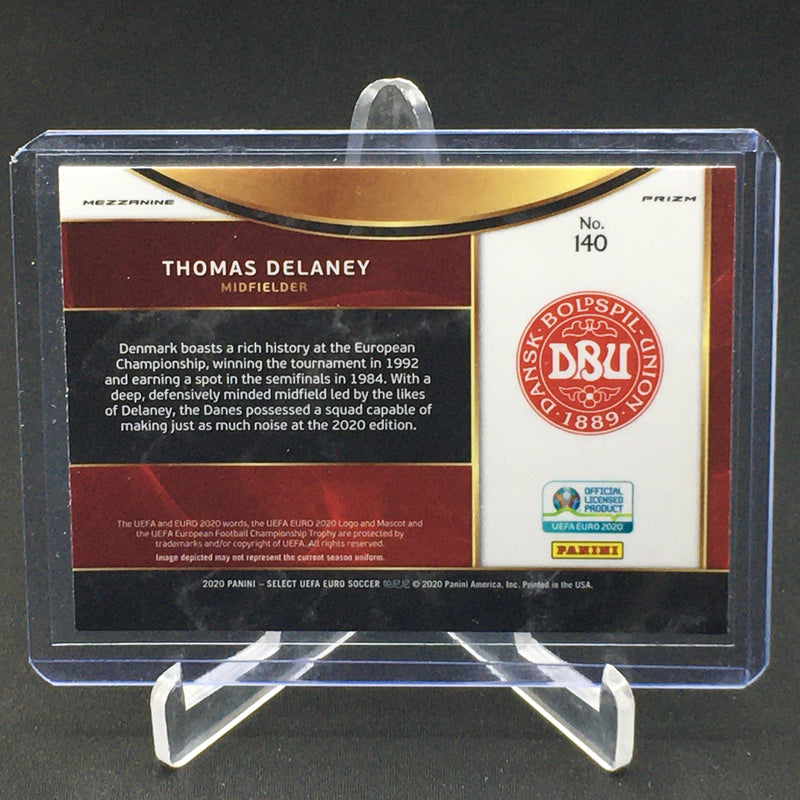 MEZZANINE
PRIZM
No.
140
THOMAS DELANEY
MIDFIELDER
Denmark boasts a rich history at the European
Championship, winning the tournament in 1992
and earning a spot in the semifinals in 1984. With a
deep, defensively minded midfield led by the likes
of Delaney, the Danes possessed a squad capable of
making just as much noise at the 2020 edition.
DANSK·BOLDSPIL-UNION
DBU
·1889·
OFFICIAL
LICENSED
PRODUCT
UEFA EURO 2020
PANINI
The UEFA and EURO 2020 words, the UEFA EURO 2020 Logo and Mascot and
the UEFA European Football Championship Trophy are protected by
trademarks and/or copyright of UEFA. All rights reserved.
Image depicted may not represent the current season uniform.
2020 PANINI – SELECT UEFA EURO SOCCER 帕尼尼 © 2020 Panini America, Inc. Printed in the USA.